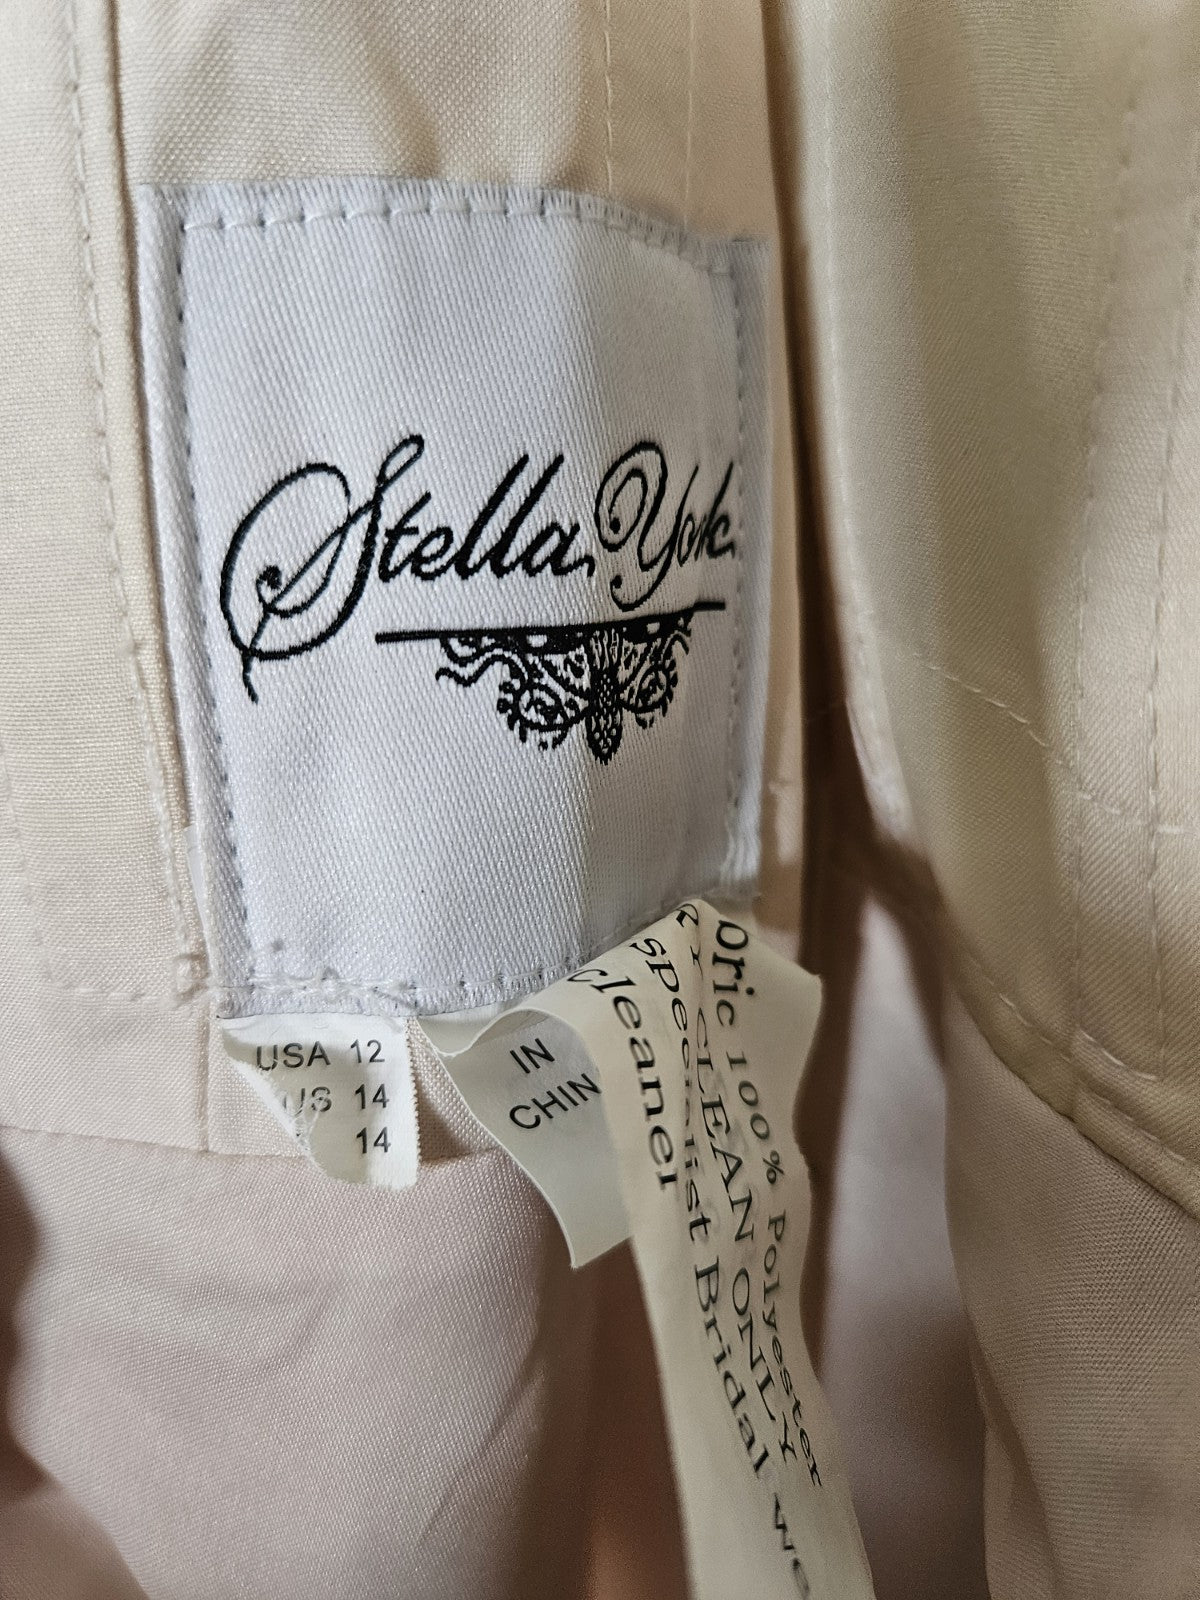 Stella York
USA 12
US 14
14
IN
CHIN
bric 100% Polyester
Y CLEAN ONLY
specialist Bridal
cleaner